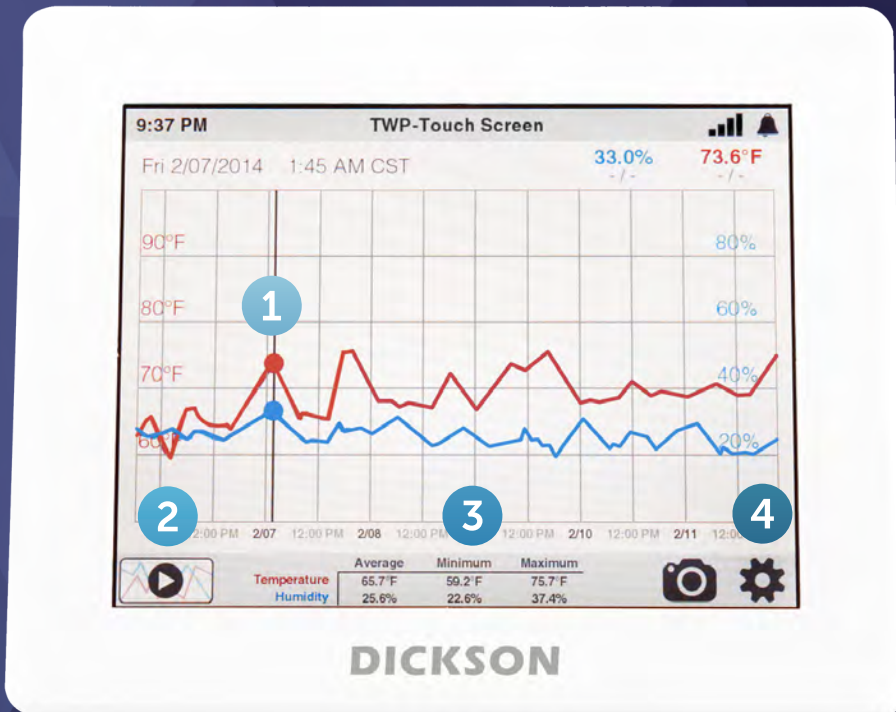 9:37 PM TWP-Touch Screen
Fri 2/07/2014 1:45 AM CST 33.0% 73.6°F
- / - - / -
90°F 80%
80°F 60%
1
70°F 40%
60°F 20%
2 3 4
12:00 PM 2/07 12:00 PM 2/08 12:00 PM 12:00 PM 2/10 12:00 PM 2/11
Average Minimum Maximum
Temperature 65.7°F 59.2°F 75.7°F
Humidity 25.6% 22.6% 37.4%
DICKSON